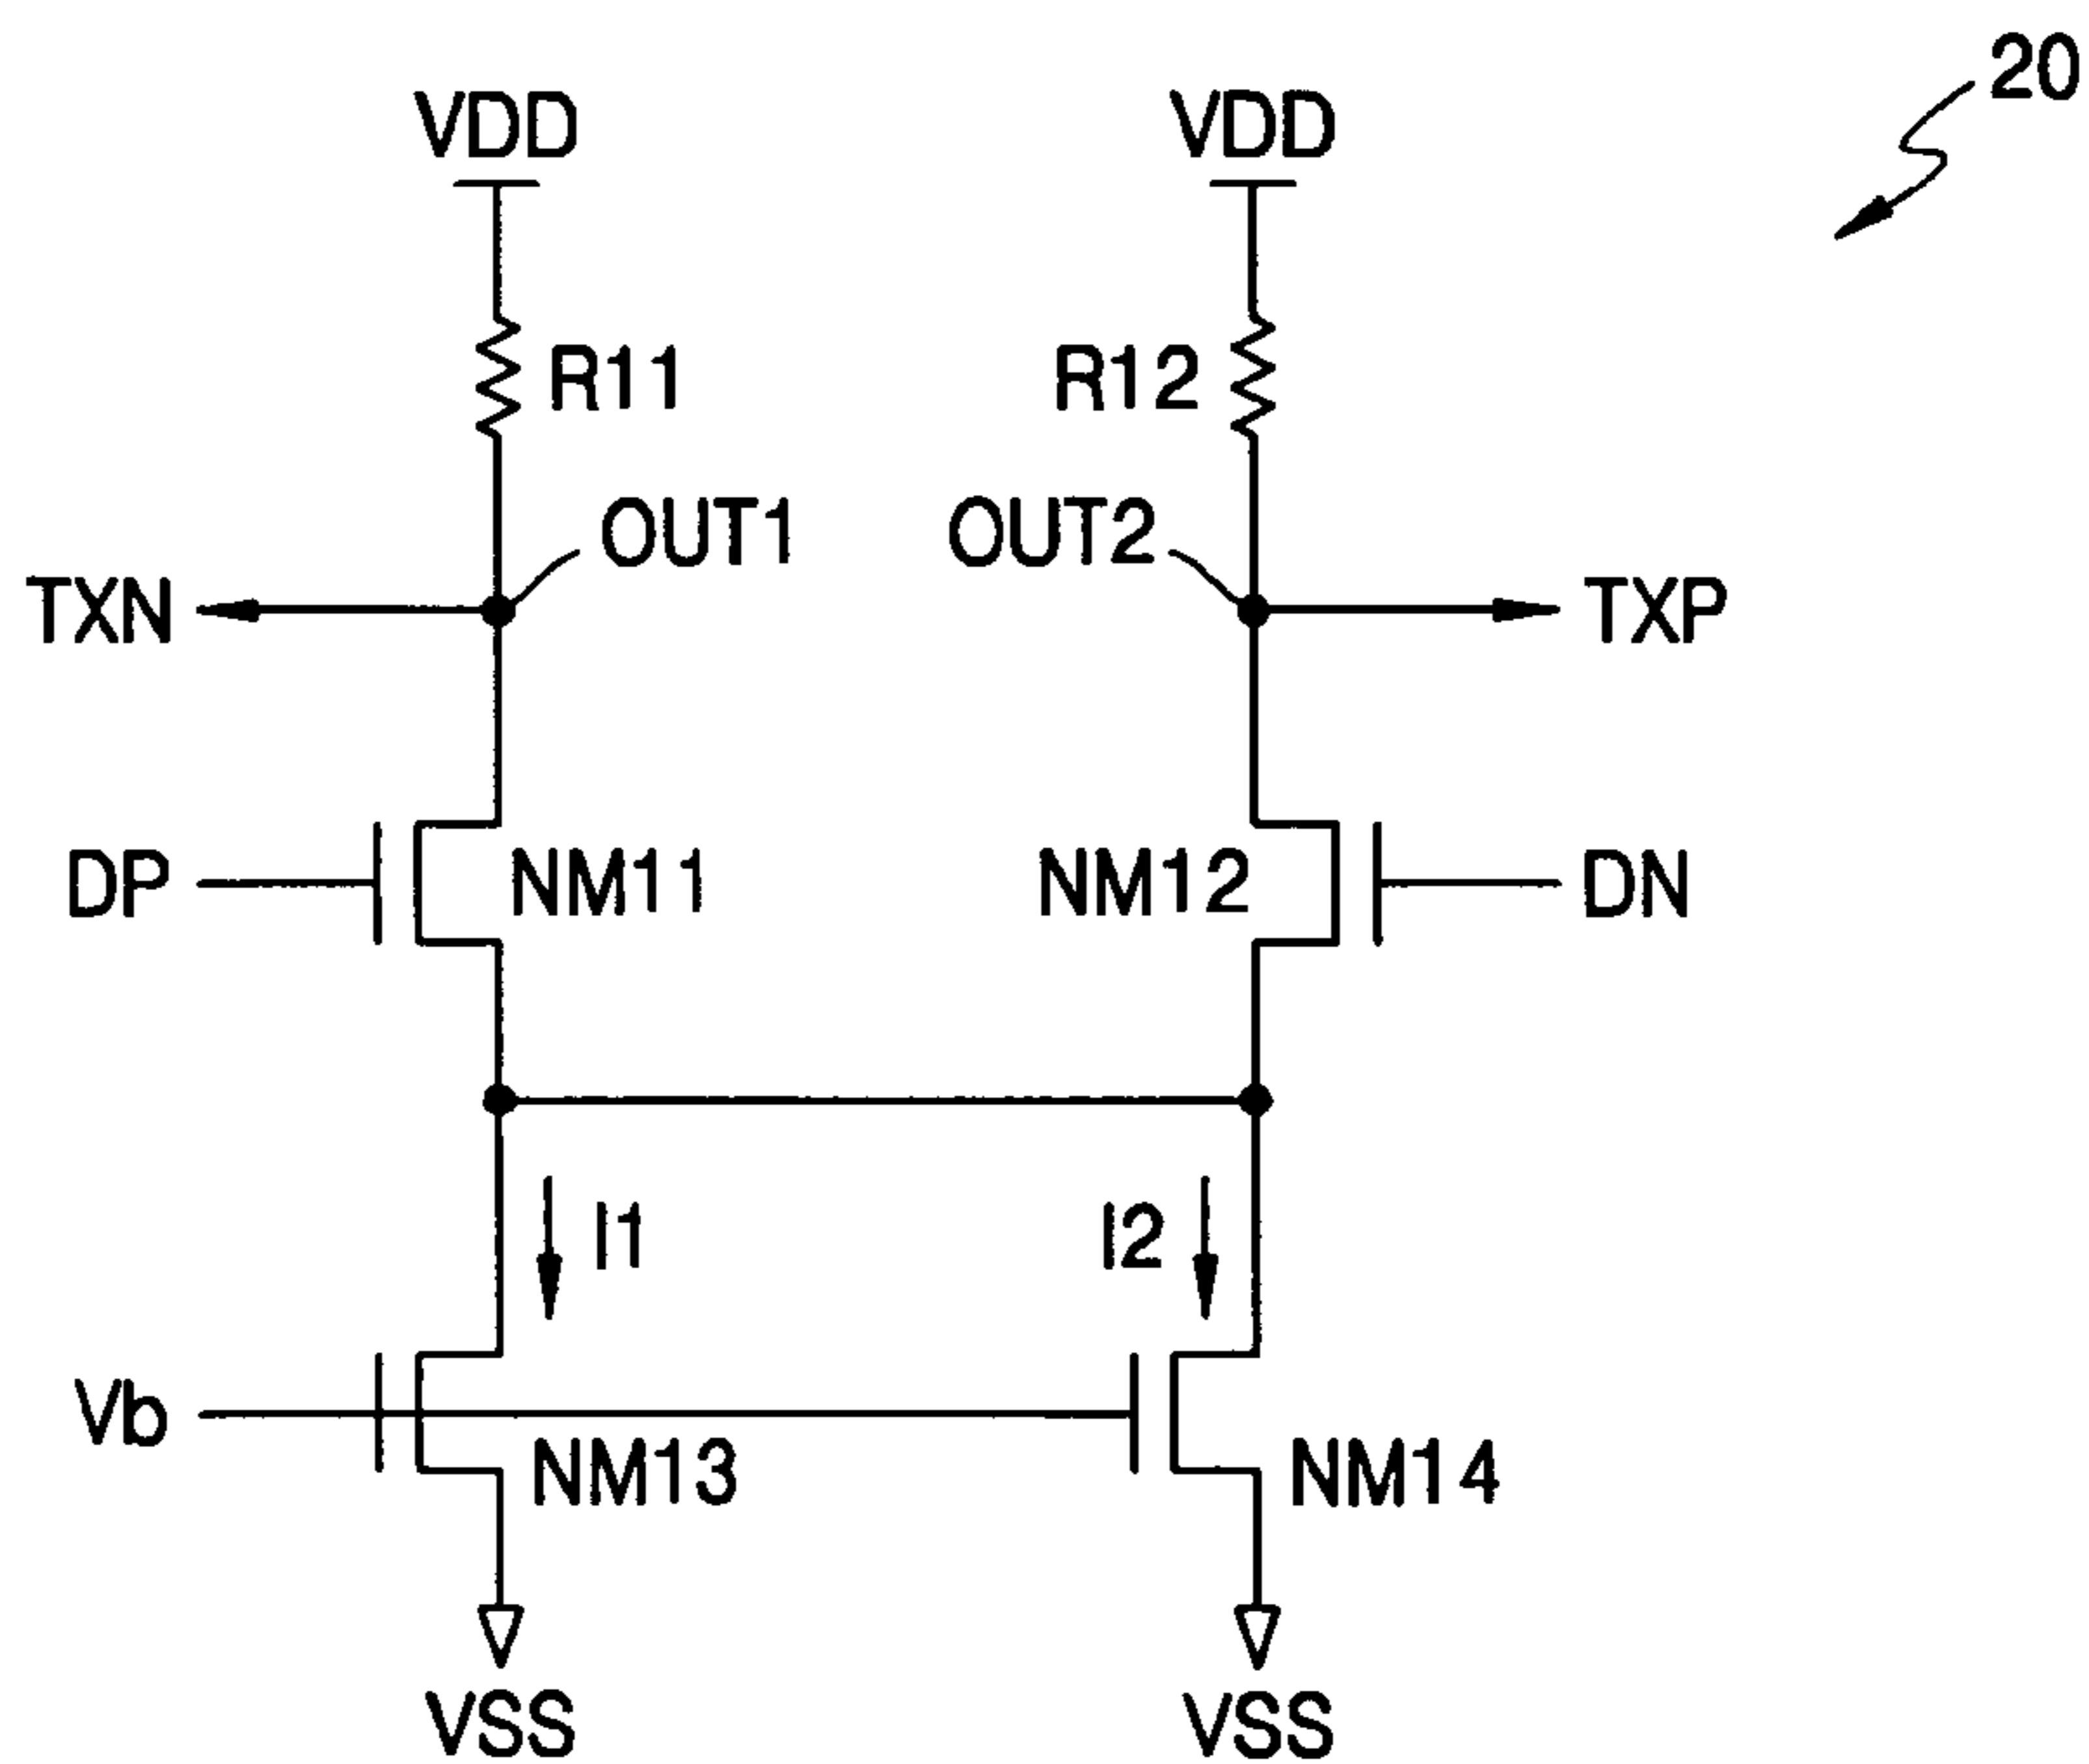 20
VDD VDD
R11 R12
OUT1 OUT2
TXN TXP
DP NM11 NM12 DN
I1 I2
Vb
NM13 NM14
VSS VSS